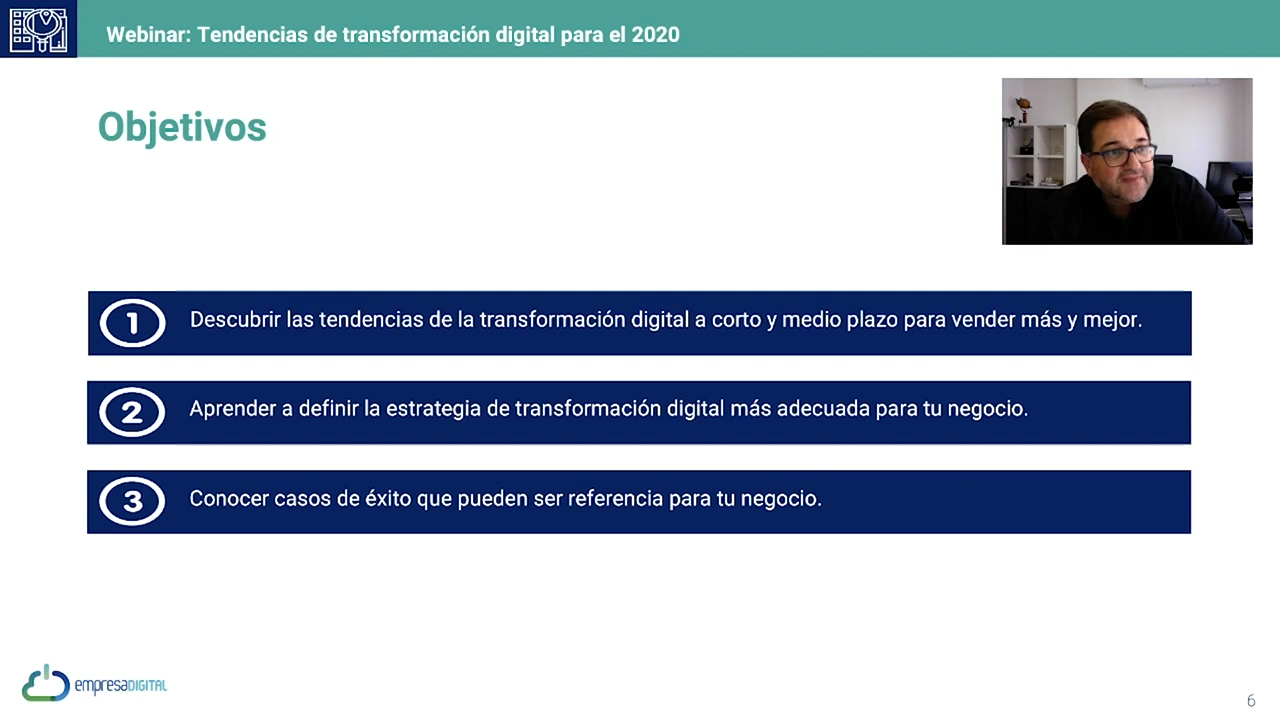 Webinar: Tendencias de transformación digital para el 2020
Objetivos
1 Descubrir las tendencias de la transformación digital a corto y medio plazo para vender más y mejor.
2 Aprender a definir la estrategia de transformación digital más adecuada para tu negocio.
3 Conocer casos de éxito que pueden ser referencia para tu negocio.
empresaDIGITAL
6